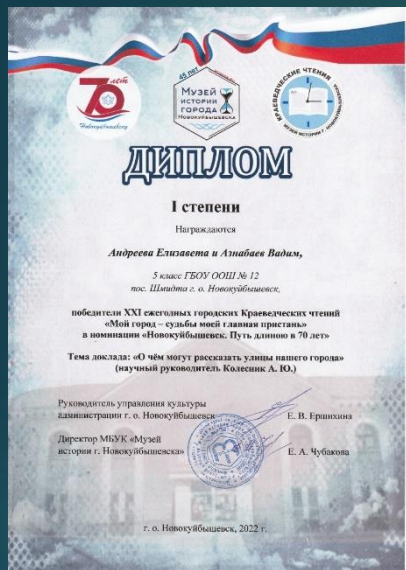 70 лет
Новокуйбышевску
45 лет
Музей
истории
города
Новокуйбышевска
КРАЕВЕДЧЕСКИЕ ЧТЕНИЯ
ДИПЛОМ
I степени
Награждаются
Андреева Елизавета и Азнабаев Вадим,
5 класс ГБОУ ООШ № 12
пос. Шмидта г. о. Новокуйбышевск,
победители XXI ежегодных городских Краеведческих чтений
«Мой город – судьбы моей главная пристань»
в номинации «Новокуйбышевск. Путь длиною в 70 лет»
Тема доклада: «О чём могут рассказать улицы нашего города»
(научный руководитель Колесник А. Ю.)
Руководитель управления культуры
администрации г. о. Новокуйбышевск
Е. В. Ершихина
Директор МБУК «Музей
истории г. Новокуйбышевска»
Е. А. Чубакова
г. о. Новокуйбышевск, 2022 г.